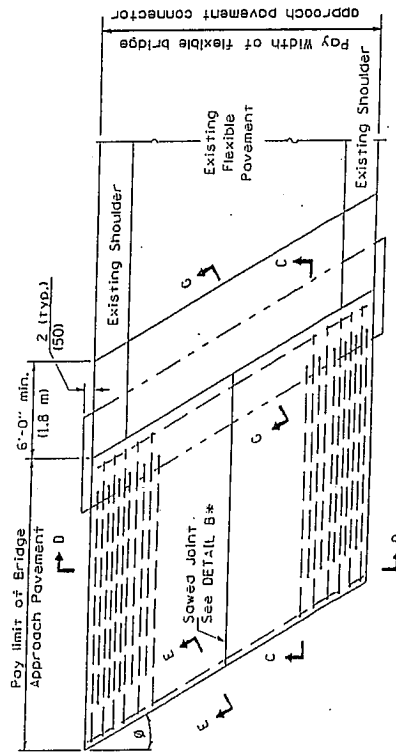 Pay limit of Bridge
Approach Pavement
6'-0" min.
(1.8 m)
2 (TYP.)
(50)
D
Existing Shoulder
G
C
Existing
Flexible
Pavement
Existing Shoulder
Pay Width of flexible bridge
approach pavement connector
Sawed Joint.
See DETAIL B*
E
E
C
G
ø